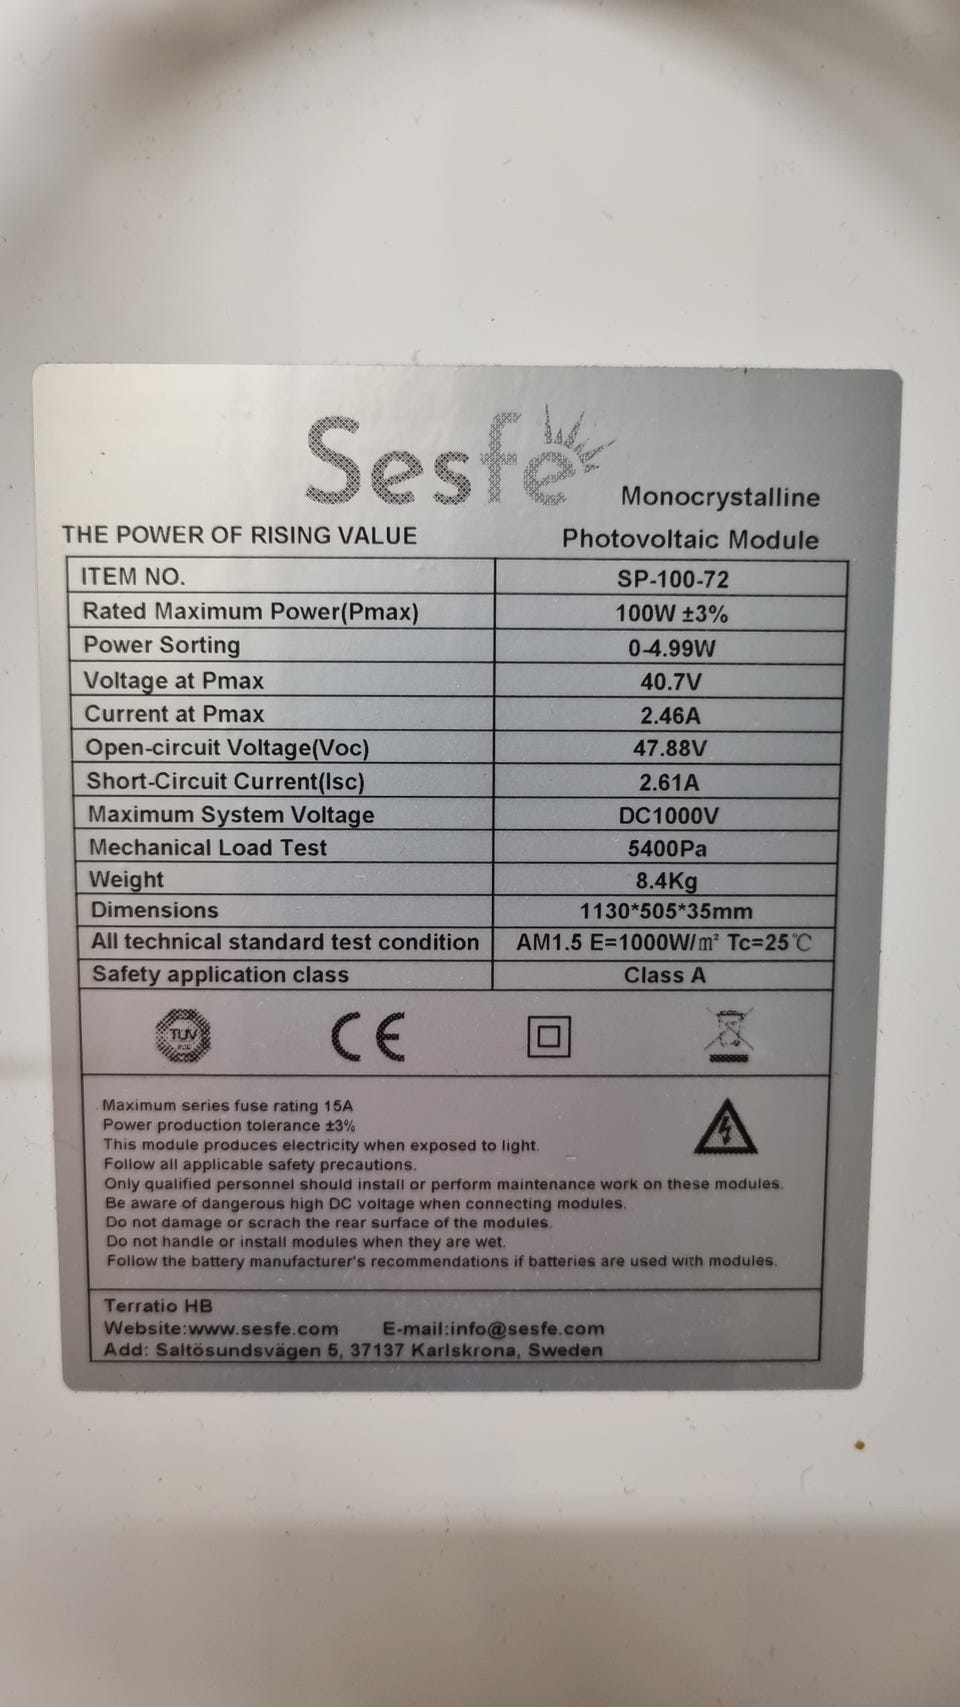 Sesfe
Monocrystalline
THE POWER OF RISING VALUE
Photovoltaic Module
ITEM NO. SP-100-72
Rated Maximum Power(Pmax) 100W ±3%
Power Sorting 0-4.99W
Voltage at Pmax 40.7V
Current at Pmax 2.46A
Open-circuit Voltage(Voc) 47.88V
Short-Circuit Current(Isc) 2.61A
Maximum System Voltage DC1000V
Mechanical Load Test 5400Pa
Weight 8.4Kg
Dimensions 1130*505*35mm
All technical standard test condition AM1.5 E=1000W/m² Tc=25℃
Safety application class Class A
TUV CE
Maximum series fuse rating 15A
Power production tolerance ±3%
This module produces electricity when exposed to light.
Follow all applicable safety precautions.
Only qualified personnel should install or perform maintenance work on these modules.
Be aware of dangerous high DC voltage when connecting modules.
Do not damage or scrach the rear surface of the modules.
Do not handle or install modules when they are wet.
Follow the battery manufacturer's recommendations if batteries are used with modules.
Terratio HB
Website:www.sesfe.com E-mail:info@sesfe.com
Add: Saltösundsvägen 5, 37137 Karlskrona, Sweden